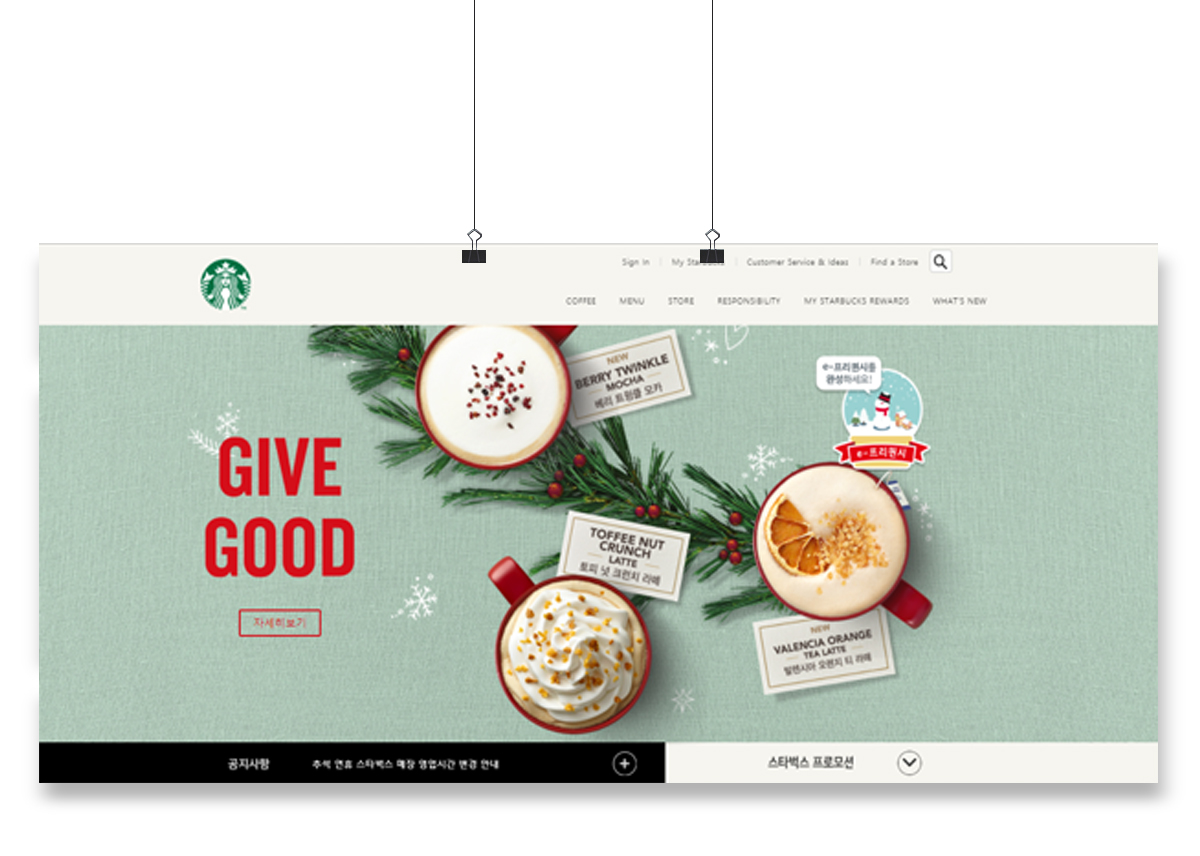 Sign In
My Starbucks
Customer Service & Ideas
Find a Store
COFFEE
MENU
STORE
RESPONSIBILITY
MY STARBUCKS REWARDS
WHAT'S NEW
NEW
BERRY TWINKLE
MOCHA
베리 트윙클 모카
e-프리퀀시를
완성하세요!
e-프리퀀시
GIVE
GOOD
자세히보기
TOFFEE NUT
CRUNCH
LATTE
토피 넛 크런치 라떼
NEW
VALENCIA ORANGE
TEA LATTE
발렌시아 오렌지 티 라떼
공지사항
추석 연휴 스타벅스 매장 영업시간 변경 안내
스타벅스 프로모션